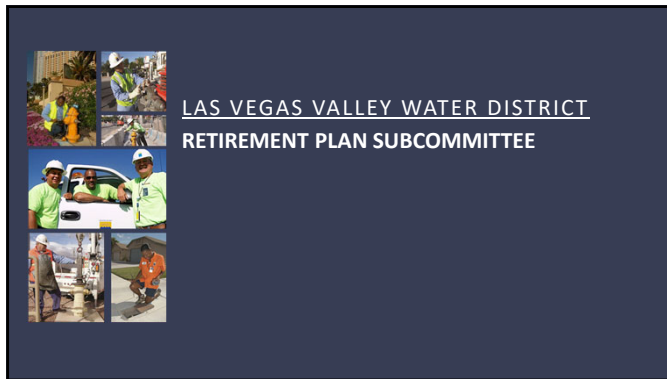 LAS VEGAS VALLEY WATER DISTRICT
RETIREMENT PLAN SUBCOMMITTEE